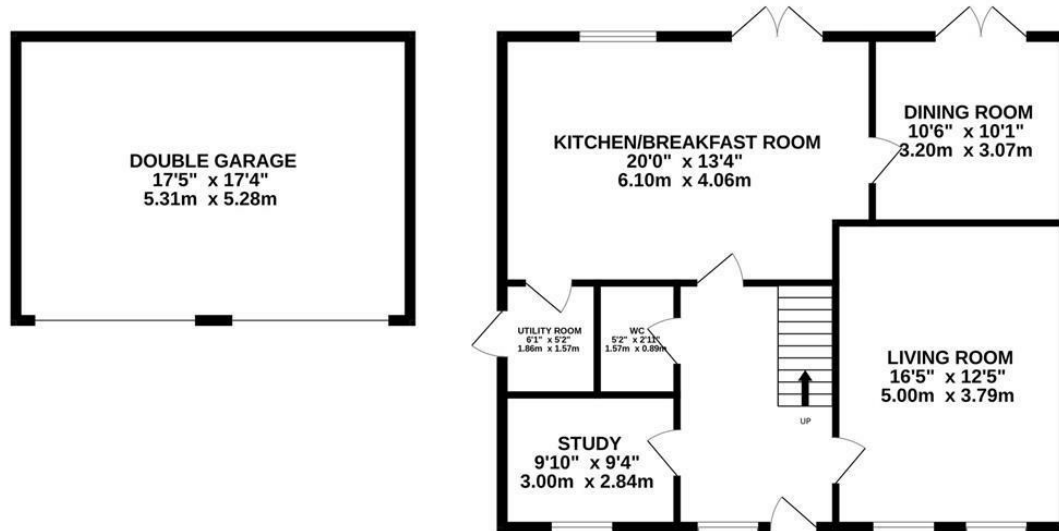 DOUBLE GARAGE
17'5" x 17'4"
5.31m x 5.28m
KITCHEN/BREAKFAST ROOM
20'0" x 13'4"
6.10m x 4.06m
DINING ROOM
10'6" x 10'1"
3.20m x 3.07m
UTILITY ROOM
6'1" x 5'2"
1.86m x 1.57m
WC
5'2" x 2'11"
1.57m x 0.89m
LIVING ROOM
16'5" x 12'5"
5.00m x 3.79m
UP
STUDY
9'10" x 9'4"
3.00m x 2.84m